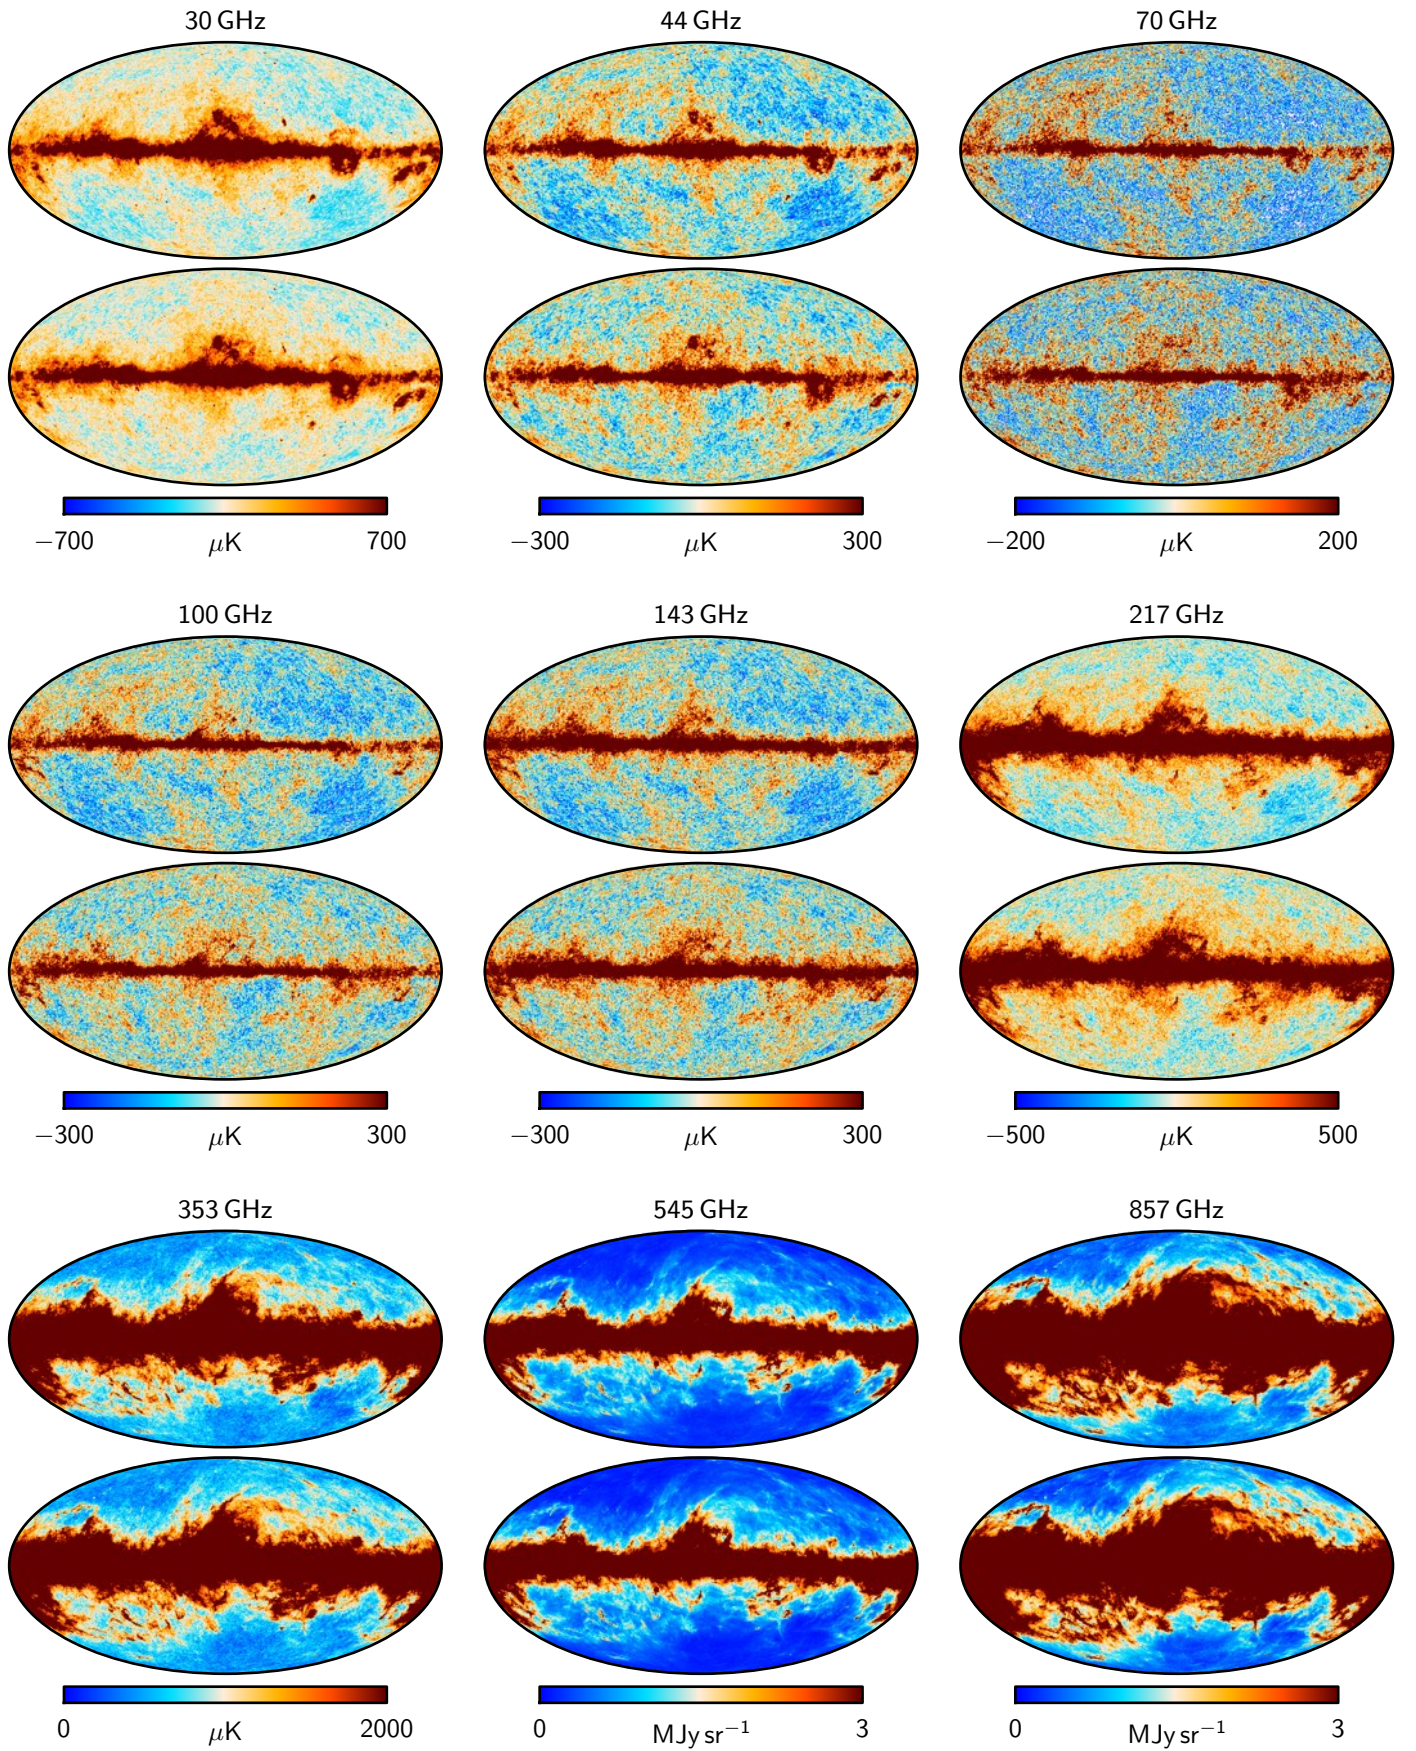 30 GHz 44 GHz 70 GHz
−700 μK 700 −300 μK 300 −200 μK 200
100 GHz 143 GHz 217 GHz
−300 μK 300 −300 μK 300 −500 μK 500
353 GHz 545 GHz 857 GHz
0 μK 2000 0 MJy sr⁻¹ 3 0 MJy sr⁻¹ 3